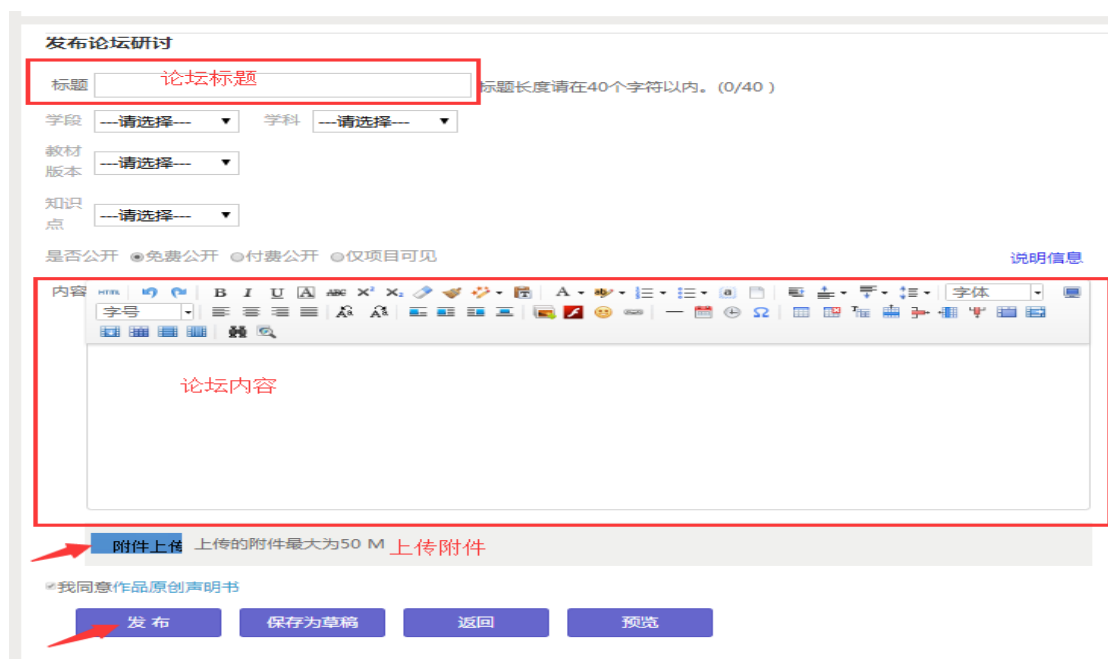 发布论坛研讨
标题 论坛标题 标题长度请在40个字符以内。(0/40 )
学段 ---请选择--- 学科 ---请选择---
教材
版本 ---请选择---
知识
点 ---请选择---
是否公开 免费公开 付费公开 仅项目可见 说明信息
内容 HTML B I U A ABC X² X₂ A ab 字体
字号
论坛内容
附件上传 上传的附件最大为50 M 上传附件
我同意作品原创声明书
发 布 保存为草稿 返回 预览